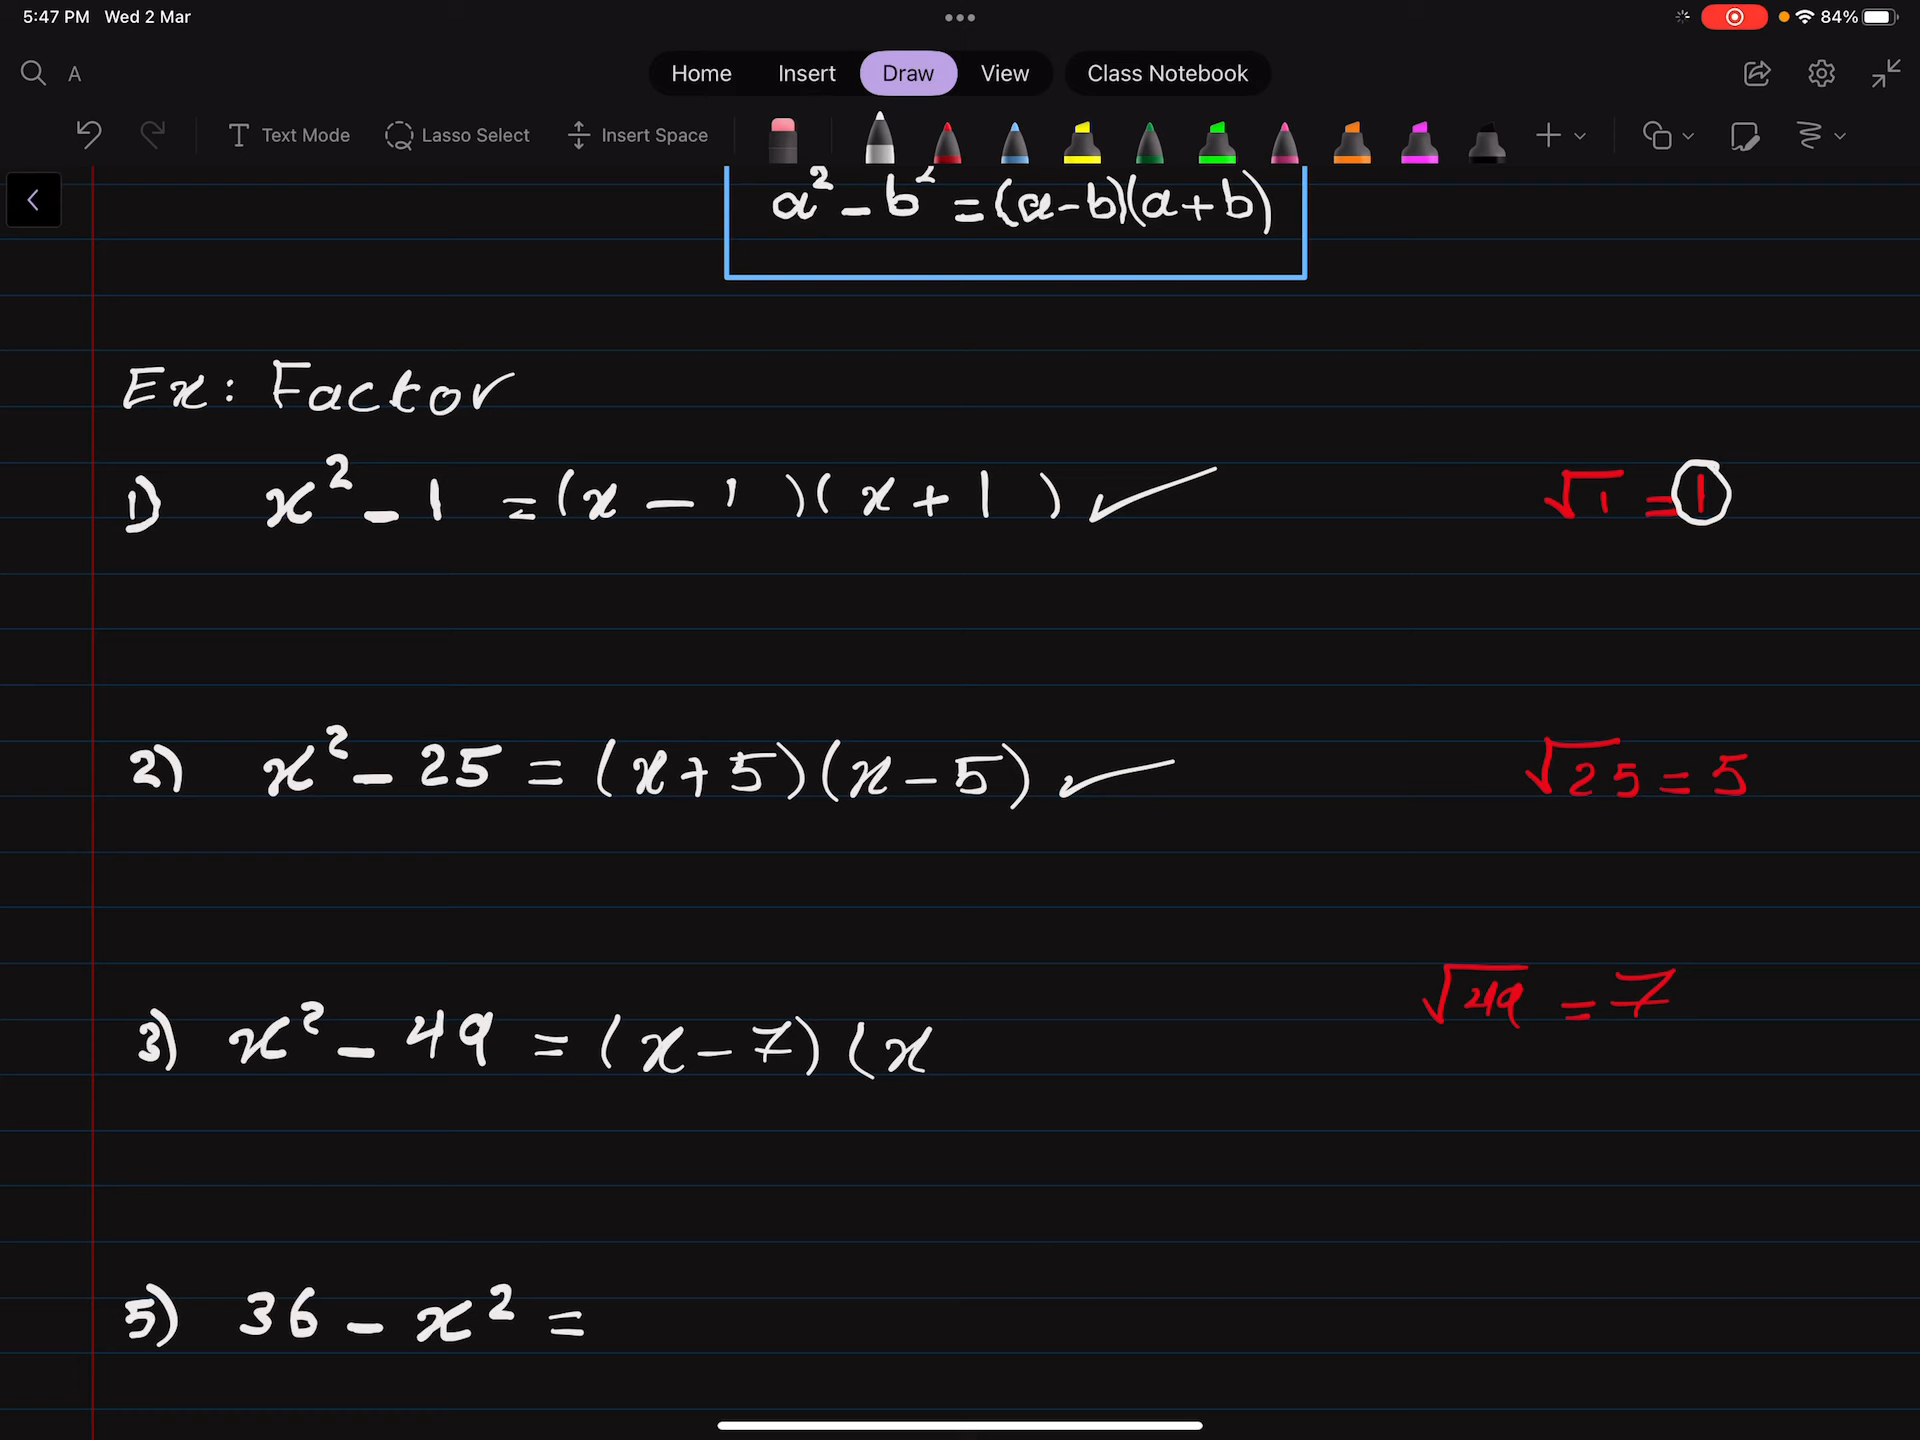 5:47 PM Wed 2 Mar
84%
A
Home Insert Draw View Class Notebook
Text Mode Lasso Select Insert Space
a² - b² = (a-b)(a+b)
Ex: Factor
1) x² - 1 = (x - 1)(x + 1) ✓
√1 = 1
2) x² - 25 = (x+5)(x-5) ✓
√25 = 5
√49 = 7
3) x² - 49 = (x-7)(x
5) 36 - x² =